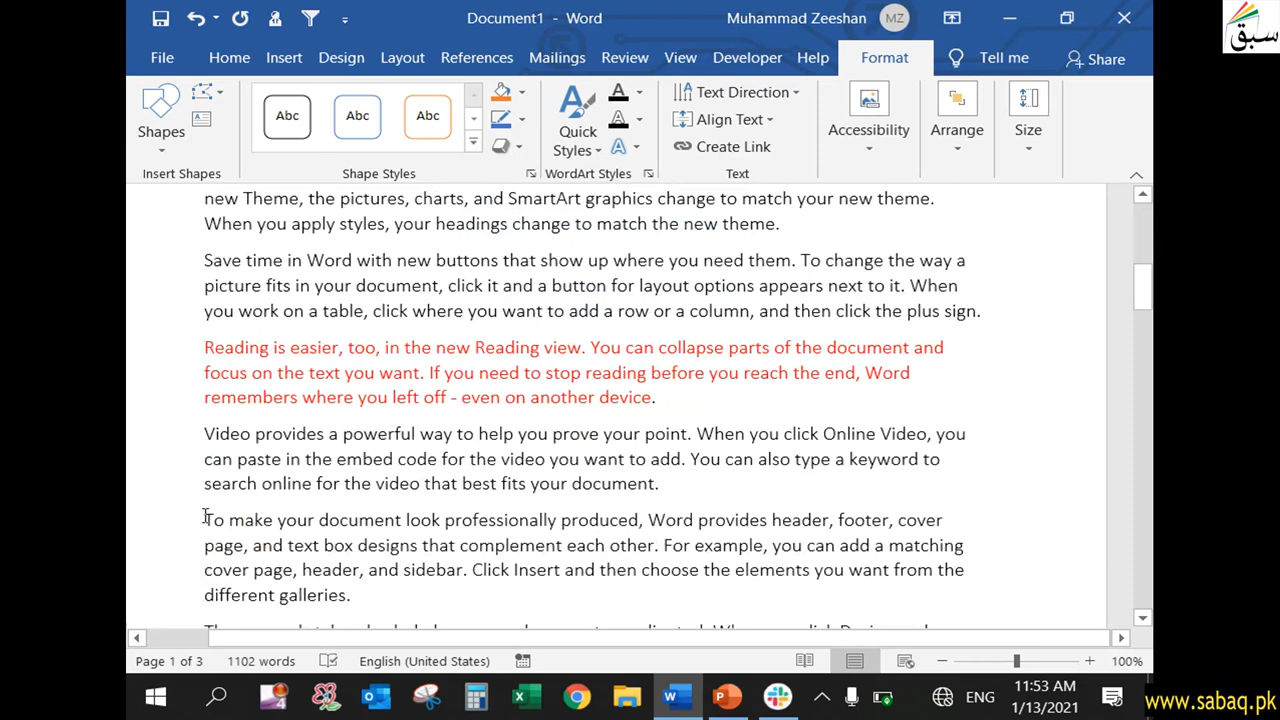 Document1 - Word
Muhammad Zeeshan
MZ
سبق
File Home Insert Design Layout References Mailings Review View Developer Help Format Tell me Share
Shapes
Abc Abc Abc
Quick Styles
Text Direction
Align Text
Create Link
Accessibility
Arrange
Size
Insert Shapes Shape Styles WordArt Styles Text
new Theme, the pictures, charts, and SmartArt graphics change to match your new theme.
When you apply styles, your headings change to match the new theme.
Save time in Word with new buttons that show up where you need them. To change the way a
picture fits in your document, click it and a button for layout options appears next to it. When
you work on a table, click where you want to add a row or a column, and then click the plus sign.
Reading is easier, too, in the new Reading view. You can collapse parts of the document and
focus on the text you want. If you need to stop reading before you reach the end, Word
remembers where you left off - even on another device.
Video provides a powerful way to help you prove your point. When you click Online Video, you
can paste in the embed code for the video you want to add. You can also type a keyword to
search online for the video that best fits your document.
To make your document look professionally produced, Word provides header, footer, cover
page, and text box designs that complement each other. For example, you can add a matching
cover page, header, and sidebar. Click Insert and then choose the elements you want from the
different galleries.
Page 1 of 3 1102 words English (United States) 100%
ENG
11:53 AM
1/13/2021
www.sabaq.pk